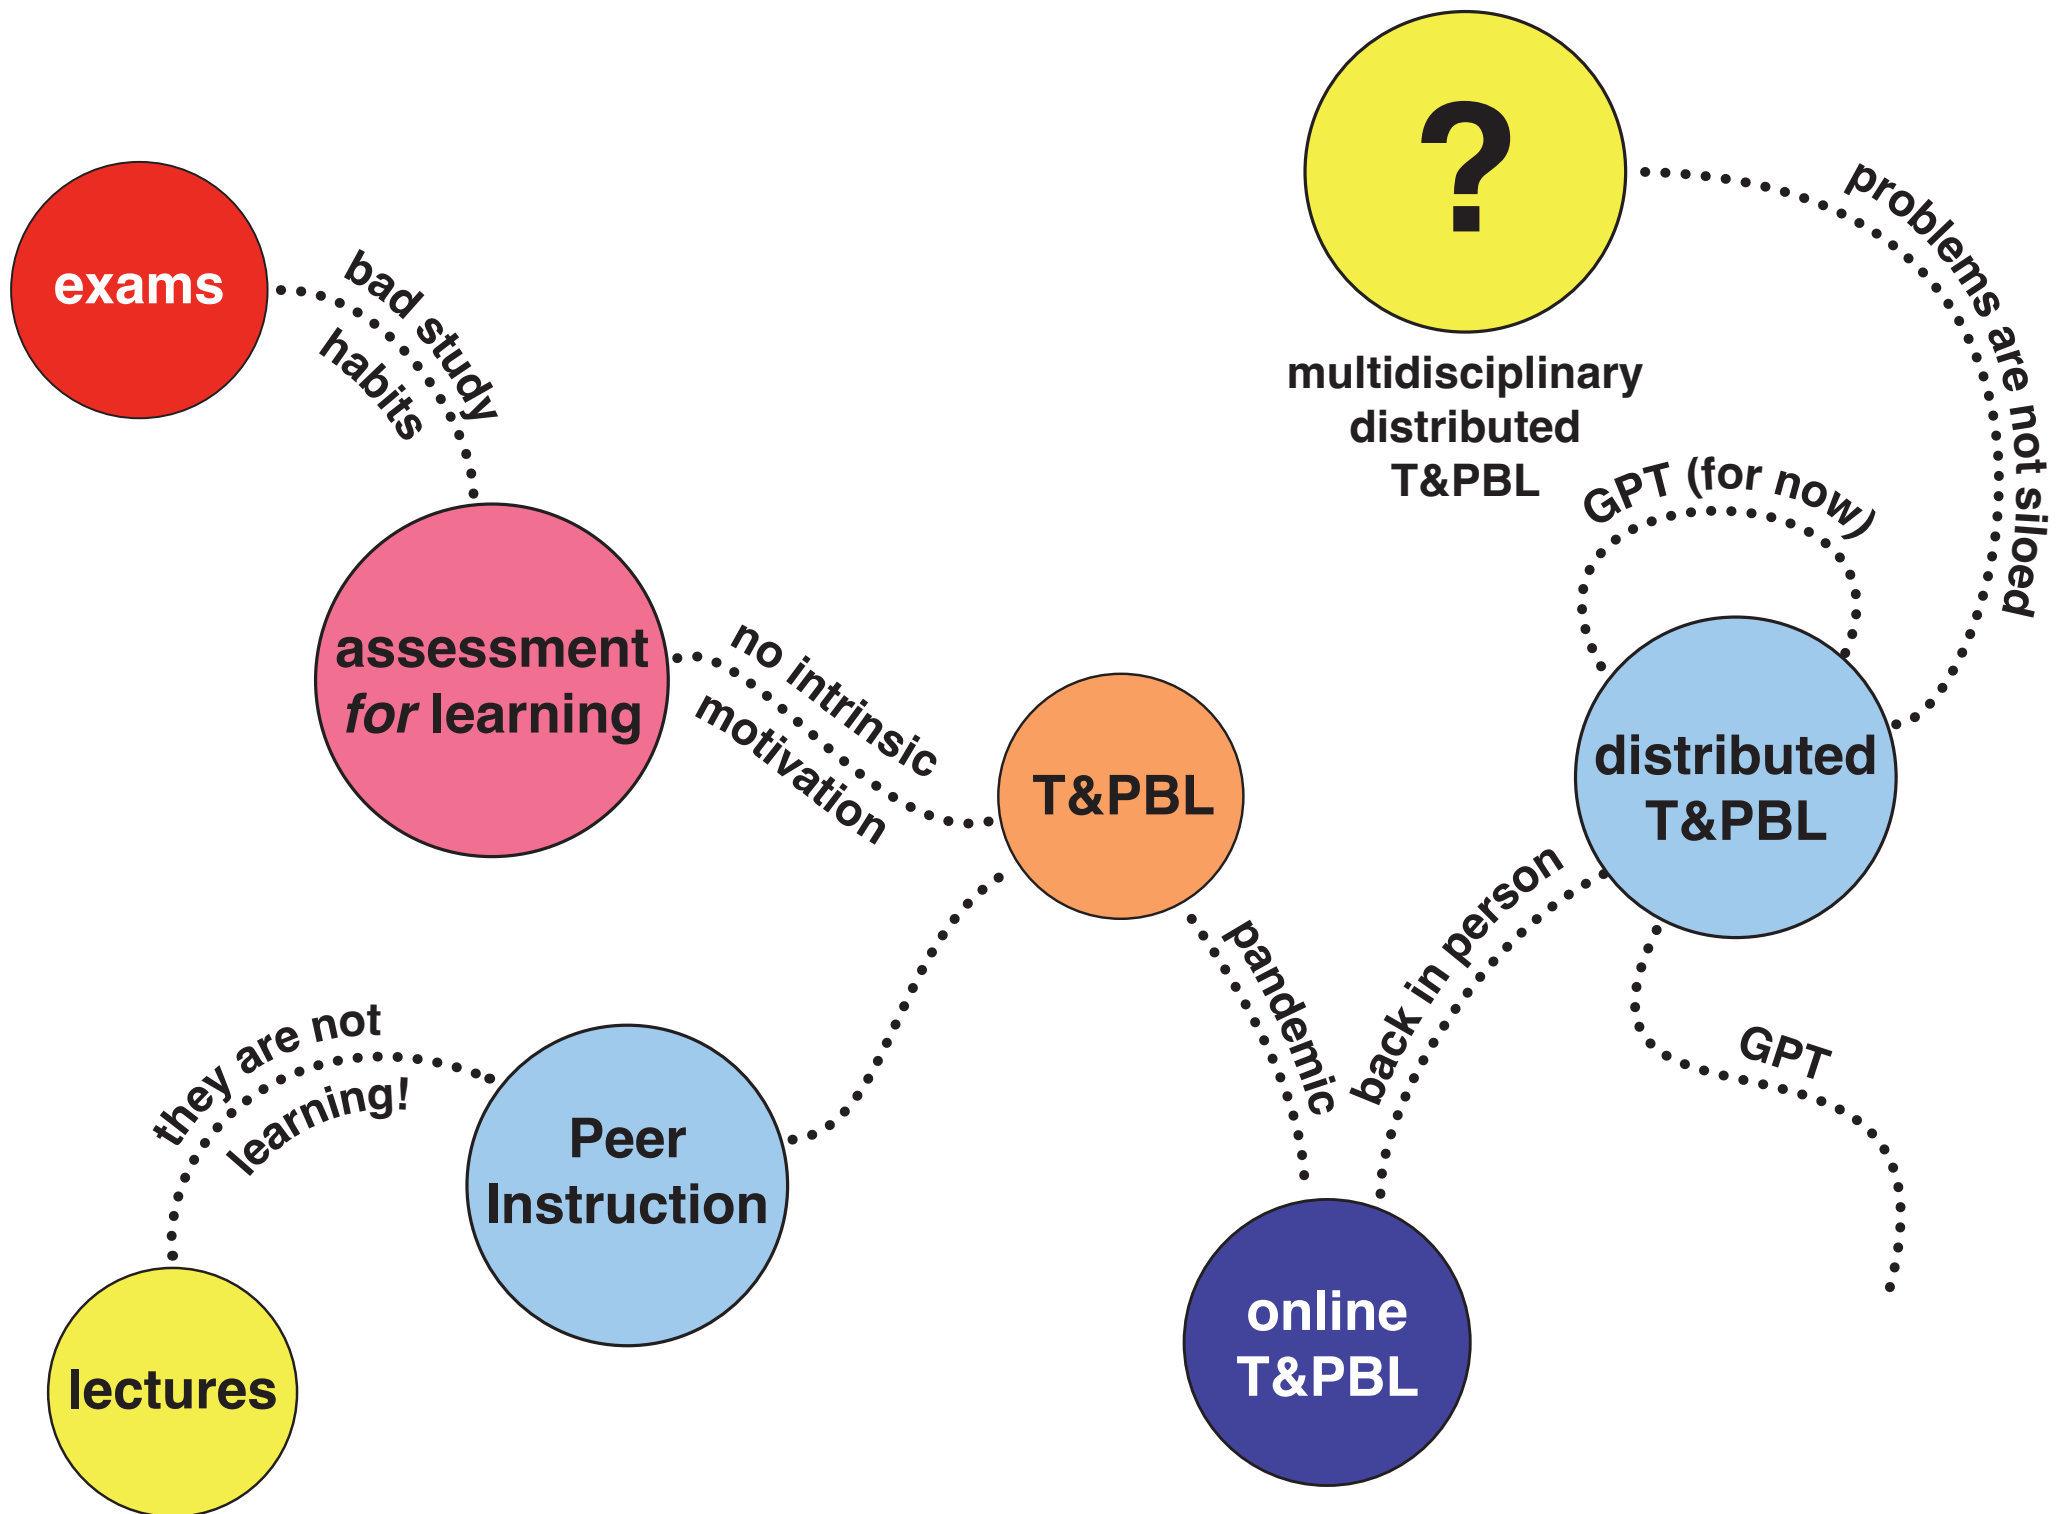 exams
bad study
habits
assessment
for learning
no intrinsic
motivation
T&PBL
they are not
learning!
Peer
Instruction
lectures
pandemic
online
T&PBL
back in person
distributed
T&PBL
GPT
GPT (for now)
problems are not siloed
?
multidisciplinary
distributed
T&PBL